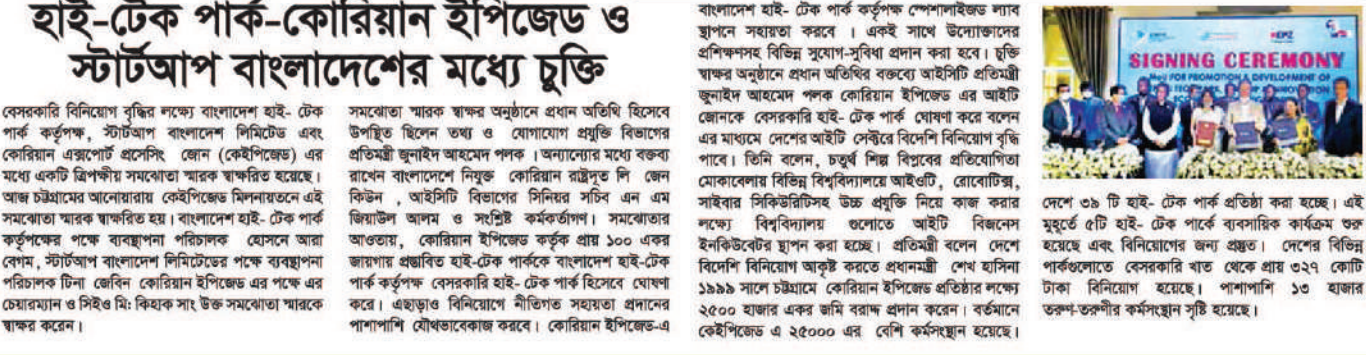 হাই-টেক পার্ক-কোরিয়ান ইপিজেড ও
স্টার্টআপ বাংলাদেশের মধ্যে চুক্তি
বেসরকারি বিনিয়োগ বৃদ্ধির লক্ষ্যে বাংলাদেশ হাই- টেক
পার্ক কর্তৃপক্ষ, স্টার্টআপ বাংলাদেশ লিমিটেড এবং
কোরিয়ান এক্সপোর্ট প্রসেসিং জোন (কেইপিজেড) এর
মধ্যে একটি ত্রিপক্ষীয় সমঝোতা স্মারক স্বাক্ষরিত হয়েছে।
আজ চট্টগ্রামের আনোয়ারায় কেইপিজেড মিলনায়তনে এই
সমঝোতা স্মারক স্বাক্ষরিত হয়। বাংলাদেশ হাই- টেক পার্ক
কর্তৃপক্ষের পক্ষে ব্যবস্থাপনা পরিচালক হোসনে আরা
বেগম, স্টার্টআপ বাংলাদেশ লিমিটেডের পক্ষে ব্যবস্থাপনা
পরিচালক টিনা জেবিন কোরিয়ান ইপিজেড এর পক্ষে এর
চেয়ারম্যান ও সিইও মিঃ কিহাক সাং উক্ত সমঝোতা স্মারকে
স্বাক্ষর করেন।
সমঝোতা স্মারক স্বাক্ষর অনুষ্ঠানে প্রধান অতিথি হিসেবে
উপস্থিত ছিলেন তথ্য ও যোগাযোগ প্রযুক্তি বিভাগের
প্রতিমন্ত্রী জুনাইদ আহমেদ পলক । অন্যান্যের মধ্যে বক্তব্য
রাখেন বাংলাদেশে নিযুক্ত কোরিয়ান রাষ্ট্রদূত লি জেন
কিউন , আইসিটি বিভাগের সিনিয়র সচিব এন এম
জিয়াউল আলম ও সংশ্লিষ্ট কর্মকর্তাগণ। সমঝোতার
আওতায়, কোরিয়ান ইপিজেড কর্তৃক প্রায় ১০০ একর
জায়গায় প্রস্তাবিত হাই-টেক পার্ককে বাংলাদেশ হাই-টেক
পার্ক কর্তৃপক্ষ বেসরকারি হাই- টেক পার্ক হিসেবে ঘোষণা
করে। এছাড়াও বিনিয়োগে নীতিগত সহায়তা প্রদানের
পাশাপাশি যৌথভাবেকাজ করবে। কোরিয়ান ইপিজেড-এ
বাংলাদেশ হাই- টেক পার্ক কর্তৃপক্ষ স্পেশালাইজড ল্যাব
স্থাপনে সহায়তা করবে । একই সাথে উদ্যোক্তাদের
প্রশিক্ষণসহ বিভিন্ন সুযোগ-সুবিধা প্রদান করা হবে। চুক্তি
স্বাক্ষর অনুষ্ঠানে প্রধান অতিথির বক্তব্যে আইসিটি প্রতিমন্ত্রী
জুনাইদ আহমেদ পলক কোরিয়ান ইপিজেড এর আইটি
জোনকে বেসরকারি হাই- টেক পার্ক ঘোষণা করে বলেন
এর মাধ্যমে দেশের আইটি সেক্টরে বিদেশি বিনিয়োগ বৃদ্ধি
পাবে। তিনি বলেন, চতুর্থ শিল্প বিপ্লবের প্রতিযোগিতা
মোকাবেলায় বিভিন্ন বিশ্ববিদ্যালয়ে আইওটি, রোবোটিক্স,
সাইবার সিকিউরিটিসহ উচ্চ প্রযুক্তি নিয়ে কাজ করার
লক্ষ্যে বিশ্ববিদ্যালয় গুলোতে আইটি বিজনেস
ইনকিউবেটর স্থাপন করা হচ্ছে। প্রতিমন্ত্রী বলেন দেশে
বিদেশি বিনিয়োগ আকৃষ্ট করতে প্রধানমন্ত্রী শেখ হাসিনা
১৯৯৯ সালে চট্টগ্রামে কোরিয়ান ইপিজেড প্রতিষ্ঠার লক্ষ্যে
২৫০০ হাজার একর জমি বরাদ্দ প্রদান করেন। বর্তমানে
কেইপিজেড এ ২৫০০০ এর বেশি কর্মসংস্থান হয়েছে।
SIGNING CEREMONY
MoU FOR PROMOTION & DEVELOPMENT OF
দেশে ৩৯ টি হাই- টেক পার্ক প্রতিষ্ঠা করা হচ্ছে। এই
মুহূর্তে ৫টি হাই- টেক পার্কে ব্যবসায়িক কার্যক্রম শুরু
হয়েছে এবং বিনিয়োগের জন্য প্রস্তুত। দেশের বিভিন্ন
পার্কগুলোতে বেসরকারি খাত থেকে প্রায় ৩২৭ কোটি
টাকা বিনিয়োগ হয়েছে। পাশাপাশি ১৩ হাজার
তরুণ-তরুণীর কর্মসংস্থান সৃষ্টি হয়েছে।